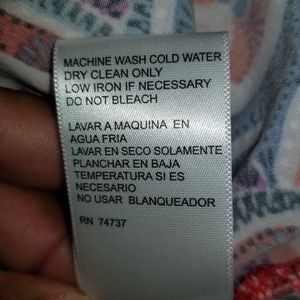 MACHINE WASH COLD WATER
DRY CLEAN ONLY
LOW IRON IF NECESSARY
DO NOT BLEACH
LAVAR A MAQUINA EN
AGUA FRIA
LAVAR EN SECO SOLAMENTE
PLANCHAR EN BAJA
TEMPERATURA SI ES
NECESARIO
NO USAR BLANQUEADOR
RN 74737